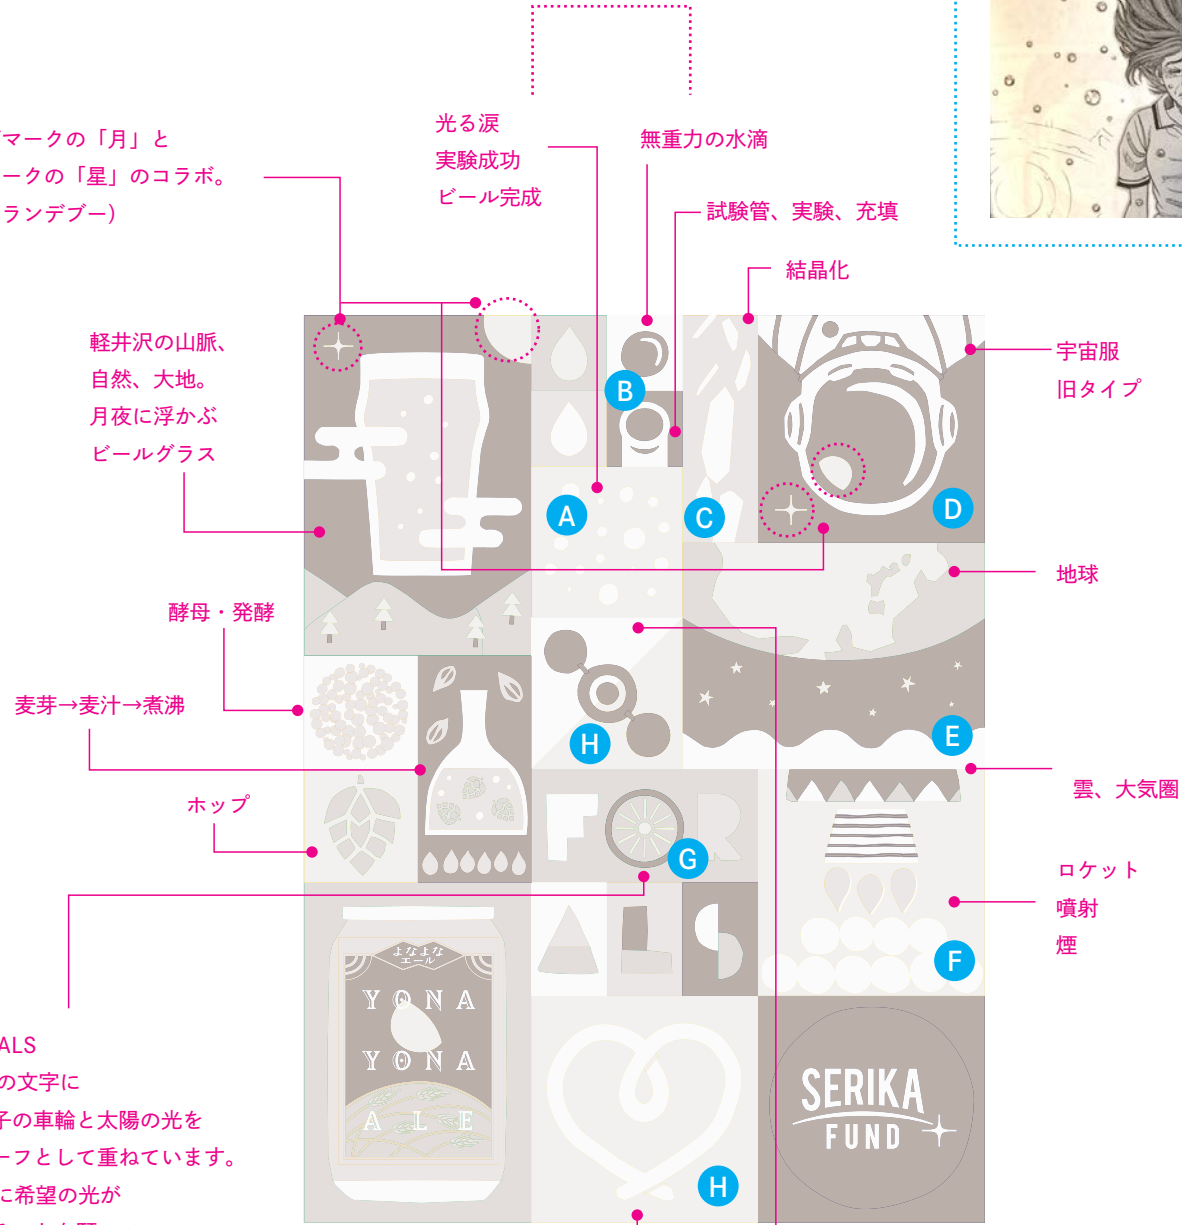 マークの「月」と
ークの「星」のコラボ。
ランデブー）
光る涙
実験成功
ビール完成
無重力の水滴
試験管、実験、充填
結晶化
軽井沢の山脈、
自然、大地。
月夜に浮かぶ
ビールグラス
宇宙服
旧タイプ
B
A
C
D
地球
酵母・発酵
麦芽→麦汁→煮沸
H
E
雲、大気圏
ホップ
F
R
G
ロケット
噴射
煙
A L S
F
よなよな
エール
YONA
YONA
ALE
SERIKA
FUND
H
ALS
の文字に
子の車輪と太陽の光を
ーフとして重ねています。
に希望の光が